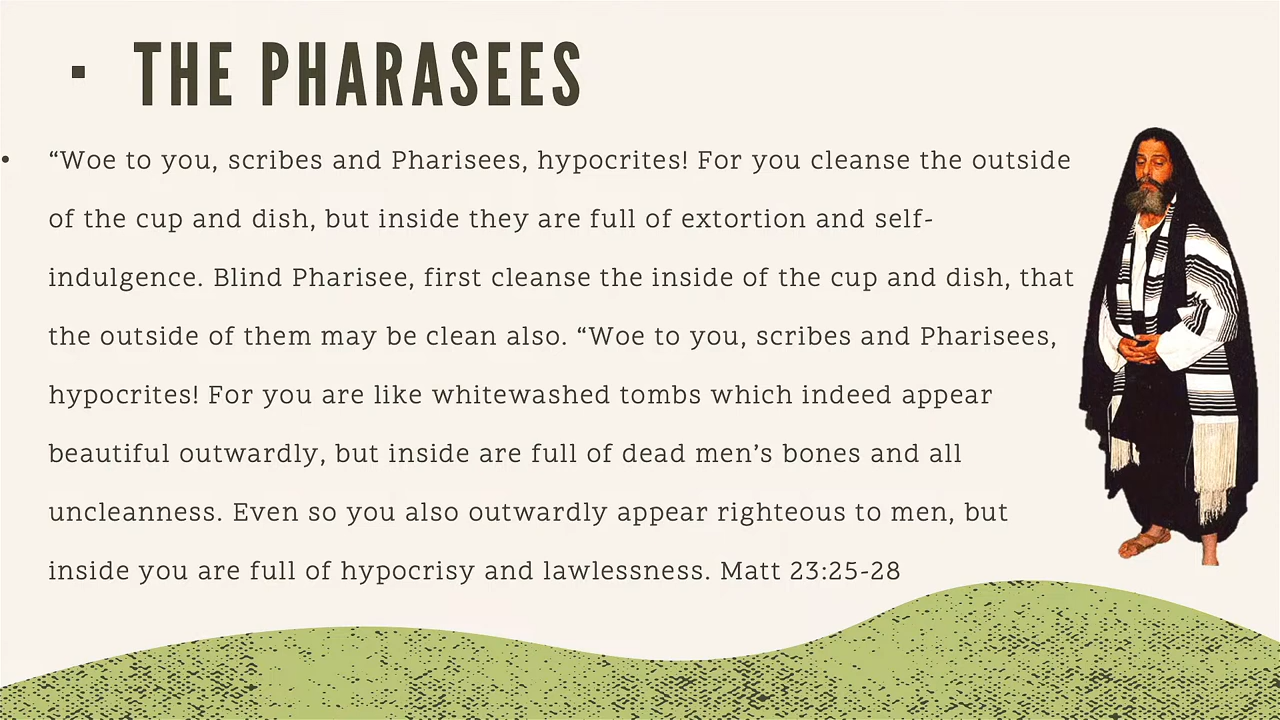 ▪ THE PHARASEES
• “Woe to you, scribes and Pharisees, hypocrites! For you cleanse the outside
of the cup and dish, but inside they are full of extortion and self-
indulgence. Blind Pharisee, first cleanse the inside of the cup and dish, that
the outside of them may be clean also. “Woe to you, scribes and Pharisees,
hypocrites! For you are like whitewashed tombs which indeed appear
beautiful outwardly, but inside are full of dead men’s bones and all
uncleanness. Even so you also outwardly appear righteous to men, but
inside you are full of hypocrisy and lawlessness. Matt 23:25-28